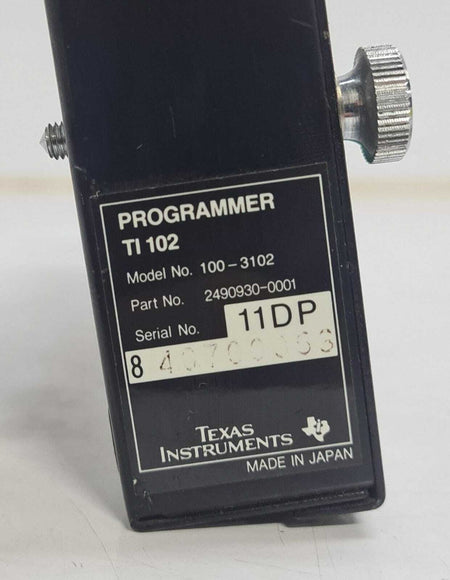 PROGRAMMER
TI 102
Model No. 100-3102
Part No. 2490930-0001
Serial No. 11DP
8
TEXAS
INSTRUMENTS
MADE IN JAPAN